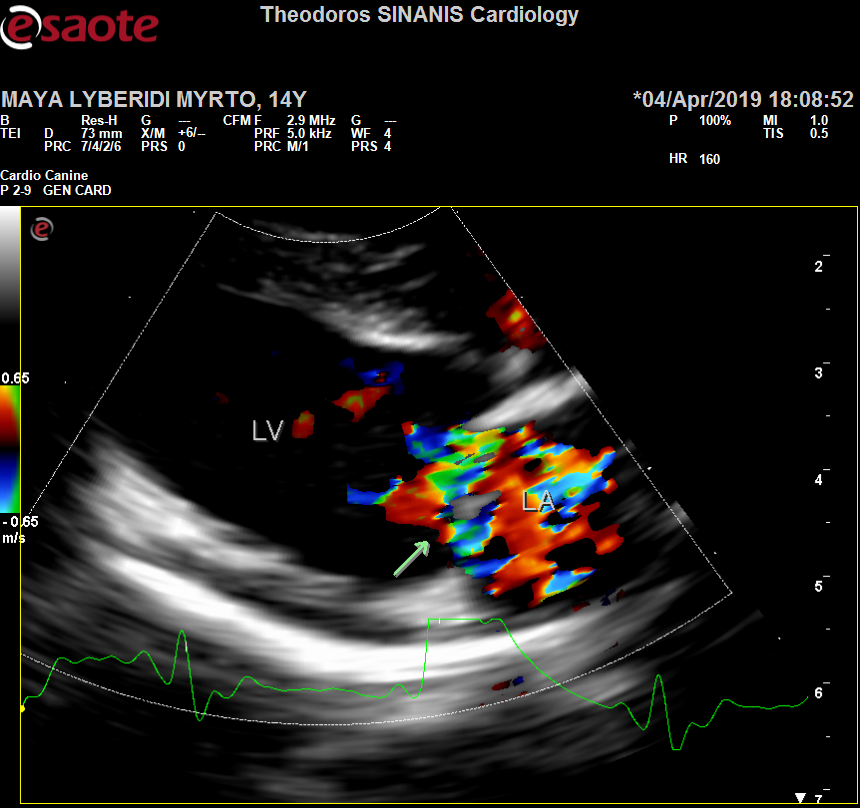 esaote
Theodoros SINANIS Cardiology
MAYA LYBERIDI MYRTO, 14Y *04/Apr/2019 18:08:52
B Res-H G --- CFM F 2.9 MHz G --- P 100% MI 1.0
TEI D 73 mm X/M +6/-- PRF 5.0 kHz WF 4 TIS 0.5
PRC 7/4/2/6 PRS 0 PRC M/1 PRS 4
HR 160
Cardio Canine
P 2-9 GEN CARD
e
2
3
0.65
LV
4
LA
- 0.65
m/s
5
6
7